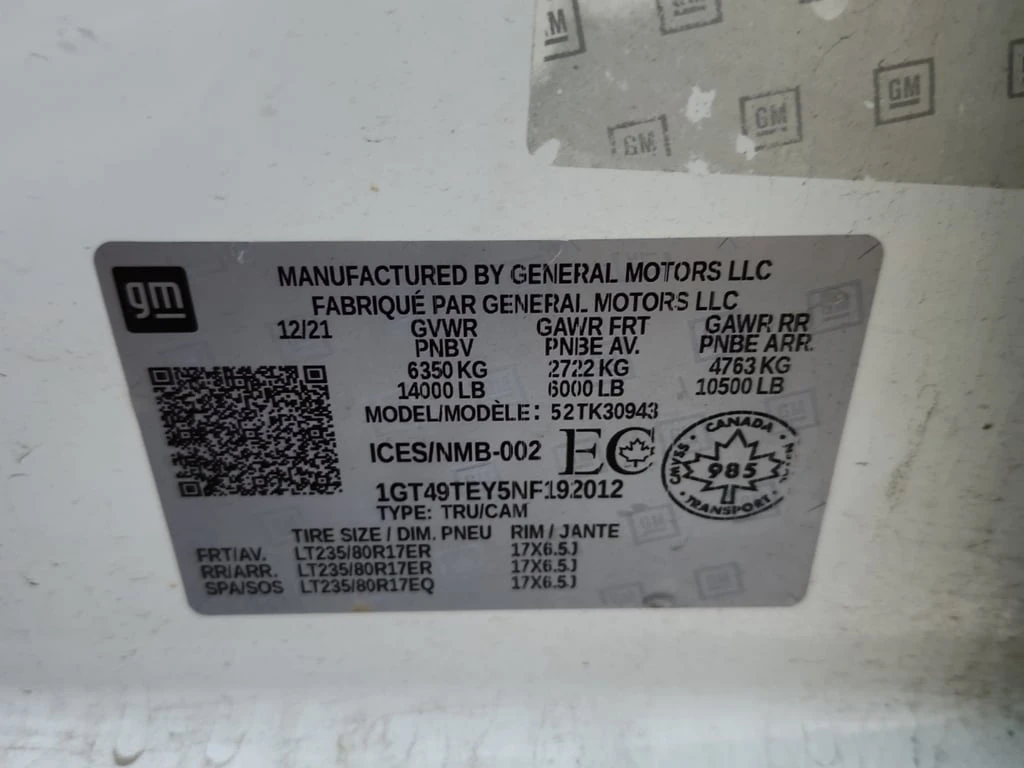 GM
GM
GM
gm
MANUFACTURED BY GENERAL MOTORS LLC
FABRIQUÉ PAR GENERAL MOTORS LLC
12/21 GVWR GAWR FRT GAWR RR
PNBV PNBE AV. PNBE ARR.
6350 KG 2722 KG 4763 KG
14000 LB 6000 LB 10500 LB
MODEL/MODÈLE: 52TK30943
ICES/NMB-002 EC
CANADA
985
TRANSPORT
1GT49TEY5NF192012
TYPE: TRU/CAM
TIRE SIZE / DIM. PNEU RIM / JANTE
FRT/AV. LT235/80R17ER 17X6.5J
RR/ARR. LT235/80R17ER 17X6.5J
SPA/SOS LT235/80R17EQ 17X6.5J